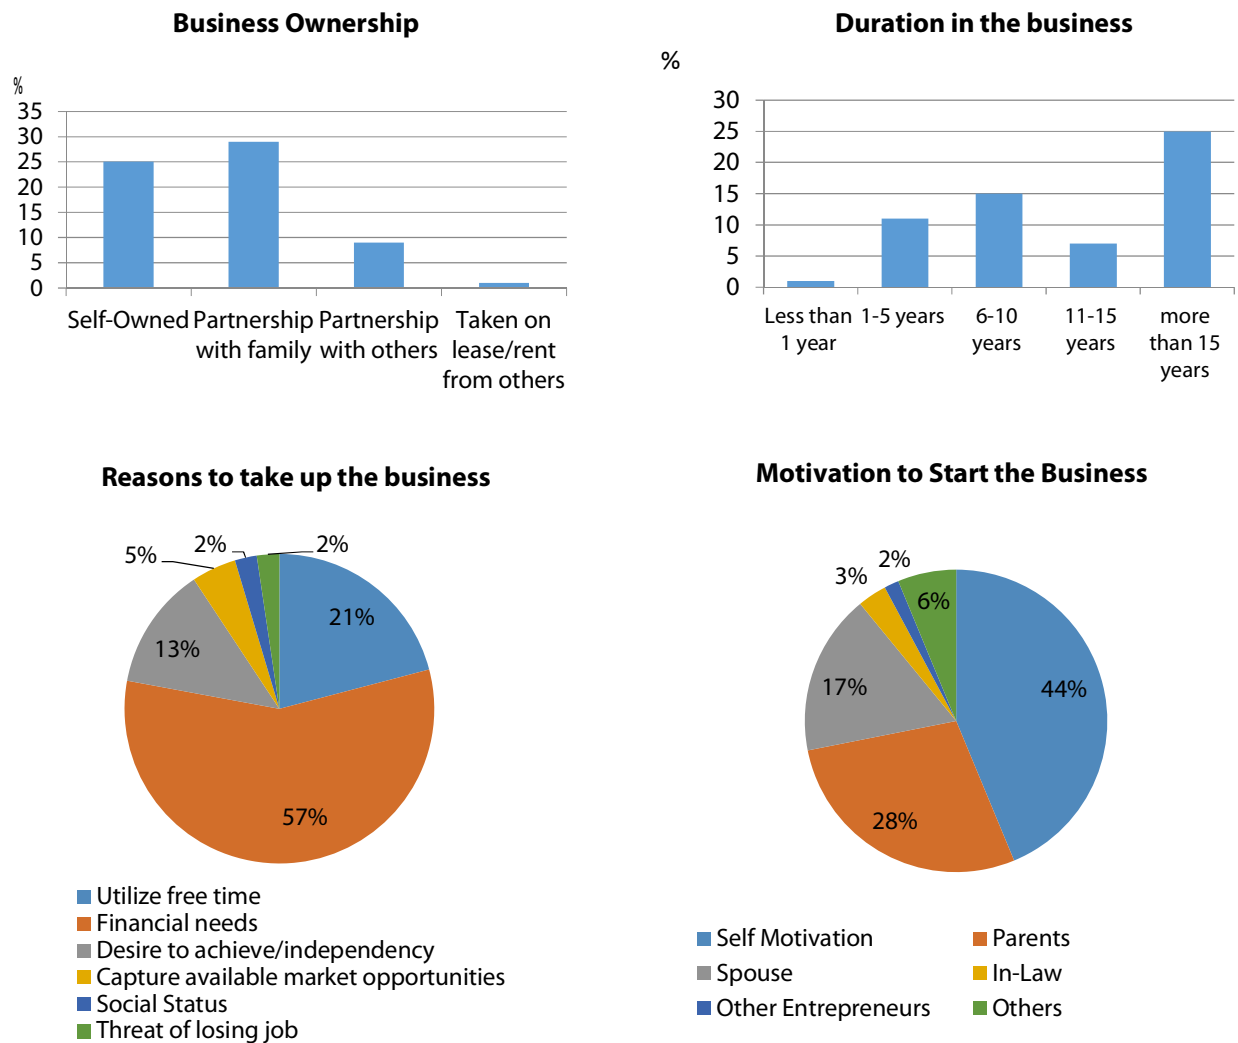 Business Ownership
%
35
30
25
20
15
10
5
0
Self-Owned
Partnership
with family
Partnership
with others
Taken on
lease/rent
from others
Duration in the business
%
30
25
20
15
10
5
0
Less than
1 year
1-5 years
6-10
years
11-15
years
more
than 15
years
Reasons to take up the business
5%
2%
2%
21%
13%
57%
Utilize free time
Financial needs
Desire to achieve/independency
Capture available market opportunities
Social Status
Threat of losing job
Motivation to Start the Business
3%
2%
6%
17%
44%
28%
Self Motivation
Parents
Spouse
In-Law
Other Entrepreneurs
Others